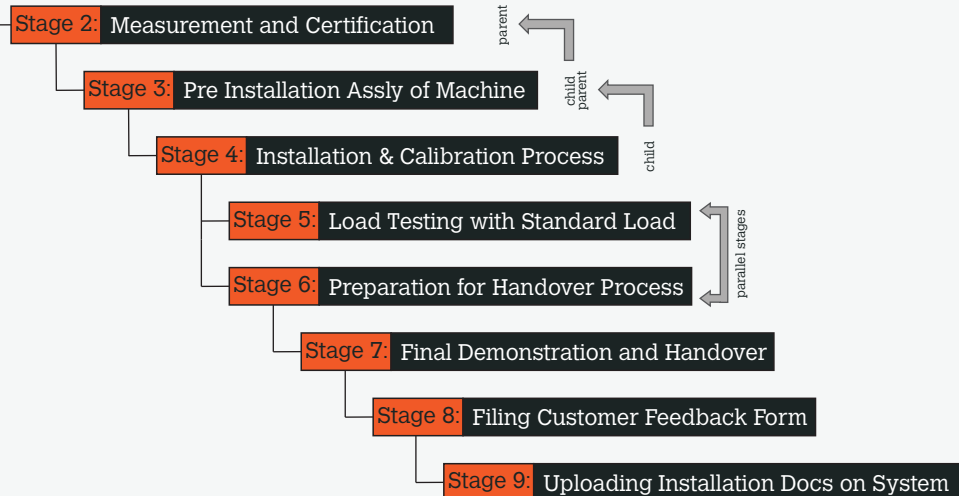 Stage 2: Measurement and Certification
parent
Stage 3: Pre Installation Assly of Machine
child
parent
Stage 4: Installation & Calibration Process
child
Stage 5: Load Testing with Standard Load
parallel stages
Stage 6: Preparation for Handover Process
Stage 7: Final Demonstration and Handover
Stage 8: Filing Customer Feedback Form
Stage 9: Uploading Installation Docs on System